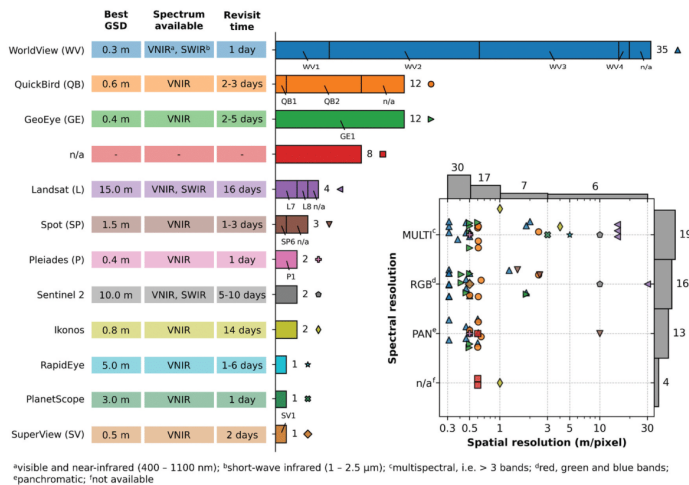 Best GSD Spectrum available Revisit time
WorldView (WV) 0.3 m VNIRᵃ, SWIRᵇ 1 day 35
WV1 WV2 WV3 WV4 n/a
QuickBird (QB) 0.6 m VNIR 2-3 days 12
QB1 QB2 n/a
GeoEye (GE) 0.4 m VNIR 2-5 days 12
GE1
n/a - - - 8
Landsat (L) 15.0 m VNIR, SWIR 16 days 4
L7 L8 n/a
Spot (SP) 1.5 m VNIR 1-3 days 3
SP6 n/a
Pleiades (P) 0.4 m VNIR 1 day 2
P1
Sentinel 2 10.0 m VNIR, SWIR 5-10 days 2
Ikonos 0.8 m VNIR 14 days 2
RapidEye 5.0 m VNIR 1-6 days 1
PlanetScope 3.0 m VNIR 1 day 1
SV1
SuperView (SV) 0.5 m VNIR 2 days 1
30 17 7 6
Spectral resolution
MULTIᶜ 19
RGBᵈ 16
PANᵉ 13
n/aᶠ 4
0.3 0.5 1 3 5 10 30
Spatial resolution (m/pixel)
ᵃvisible and near-infrared (400 – 1100 nm); ᵇshort-wave infrared (1 – 2.5 μm); ᶜmultispectral, i.e. > 3 bands; ᵈred, green and blue bands;
ᵉpanchromatic; ᶠnot available